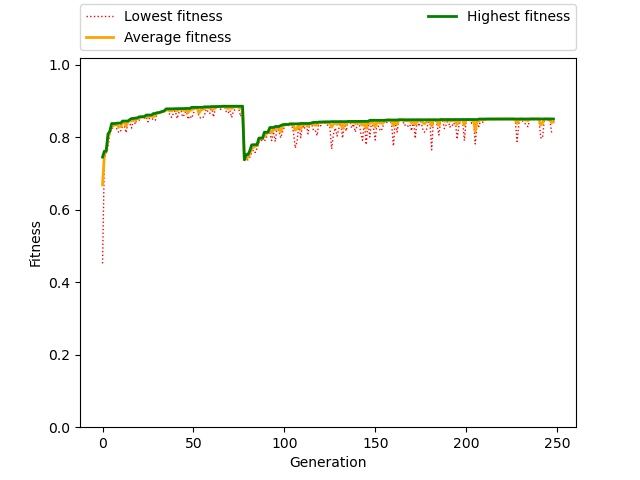 Lowest fitness
Average fitness
Highest fitness
1.0
0.8
0.6
0.4
0.2
0.0
Fitness
0 50 100 150 200 250
Generation